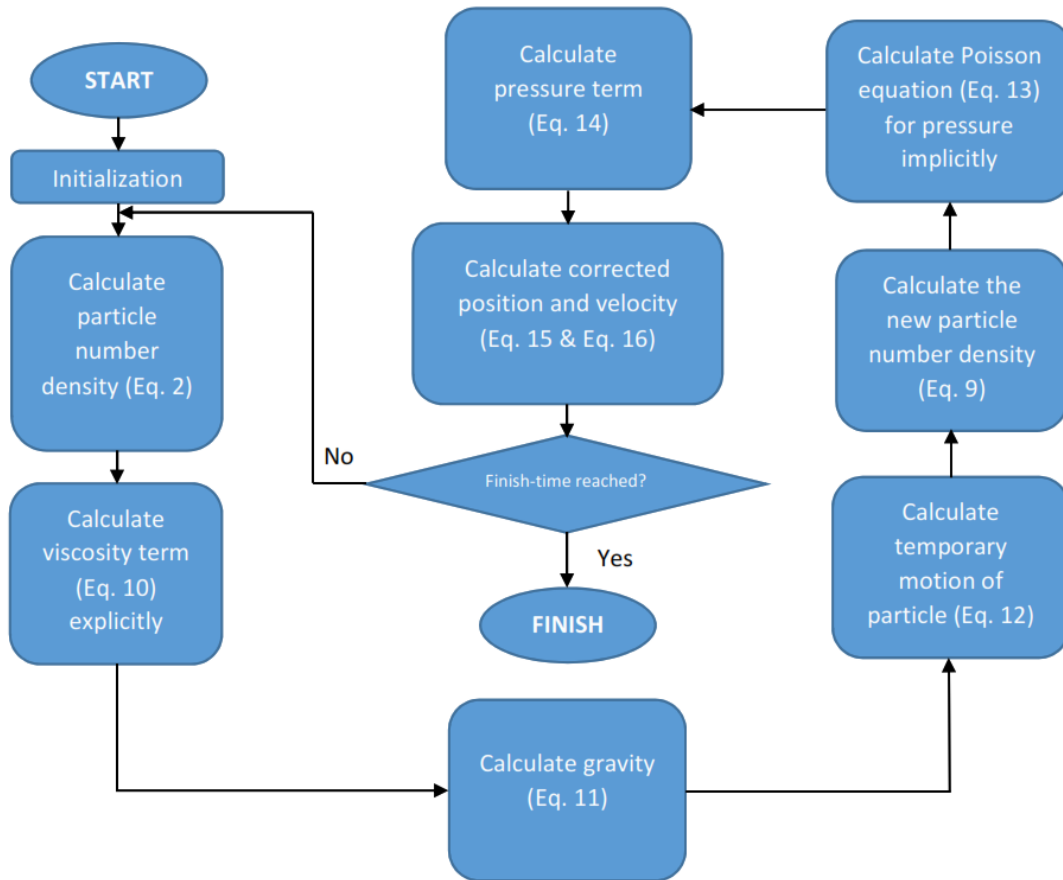 START
Initialization
Calculate
particle
number
density (Eq. 2)
Calculate
viscosity term
(Eq. 10)
explicitly
Calculate gravity
(Eq. 11)
Calculate
temporary
motion of
particle (Eq. 12)
Calculate the
new particle
number density
(Eq. 9)
Calculate Poisson
equation (Eq. 13)
for pressure
implicitly
Calculate
pressure term
(Eq. 14)
Calculate corrected
position and velocity
(Eq. 15 & Eq. 16)
Finish-time reached?
No
Yes
FINISH